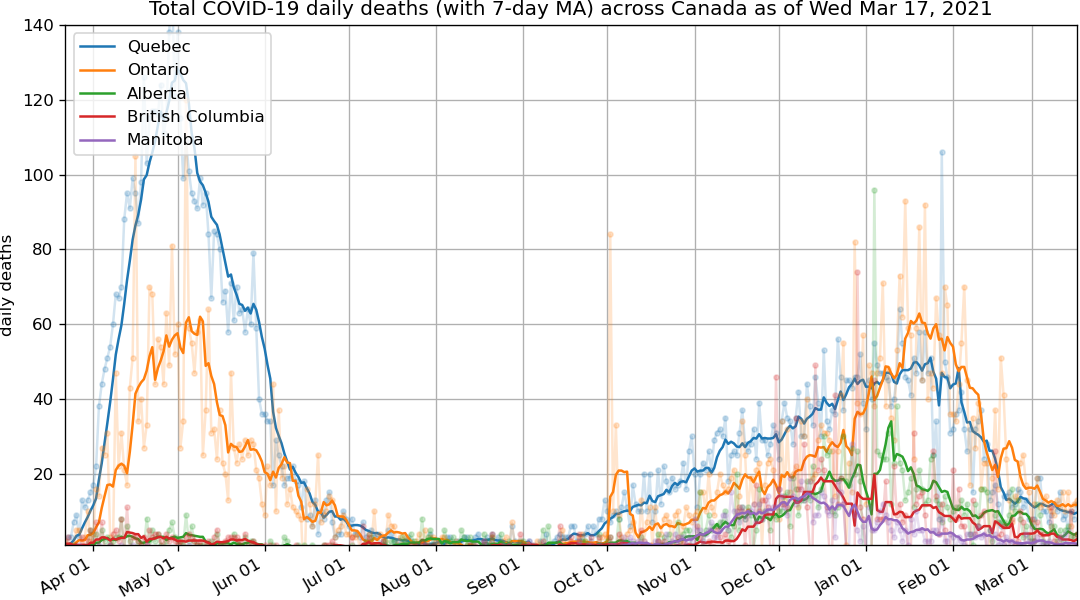 Total COVID-19 daily deaths (with 7-day MA) across Canada as of Wed Mar 17, 2021
daily deaths
140
120
100
80
60
40
20
Quebec
Ontario
Alberta
British Columbia
Manitoba
Apr 01
May 01
Jun 01
Jul 01
Aug 01
Sep 01
Oct 01
Nov 01
Dec 01
Jan 01
Feb 01
Mar 01